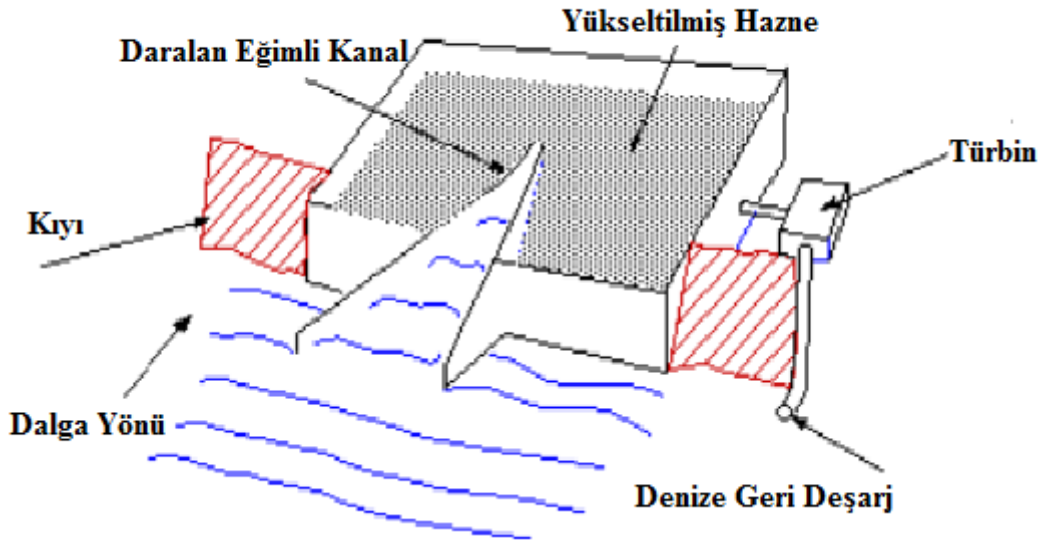 Yükseltilmiş Hazne
Daralan Eğimli Kanal
Türbin
Kıyı
Dalga Yönü
Denize Geri Deşarj